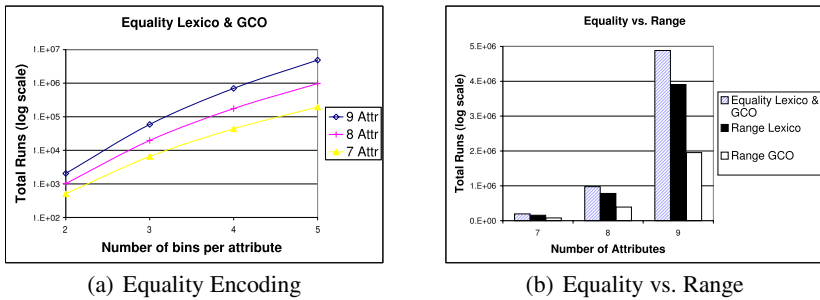 Equality Lexico & GCO
Total Runs (log scale)
1.E+07
1.E+06
1.E+05
1.E+04
1.E+03
1.E+02
2
3
4
5
Number of bins per attribute
9 Attr
8 Attr
7 Attr
(a) Equality Encoding
Equality vs. Range
Total Runs (log scale)
5.E+06
4.E+06
3.E+06
2.E+06
1.E+06
0.E+00
7
8
9
Number of Attributes
Equality Lexico &
GCO
Range Lexico
Range GCO
(b) Equality vs. Range